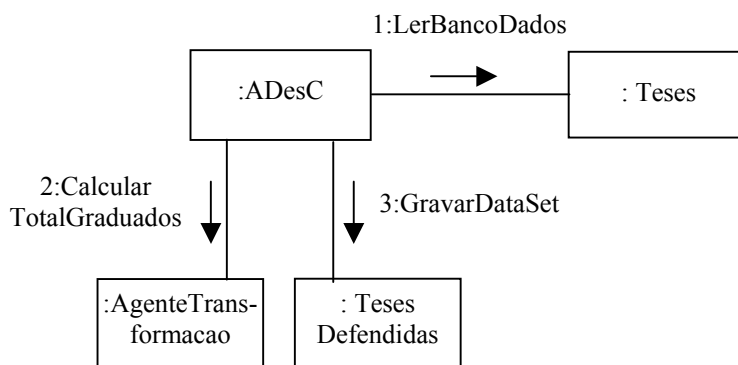 1:LerBancoDados
:ADesC
: Teses
2:Calcular
TotalGraduados
3:GravarDataSet
:AgenteTrans-
formacao
: Teses
Defendidas